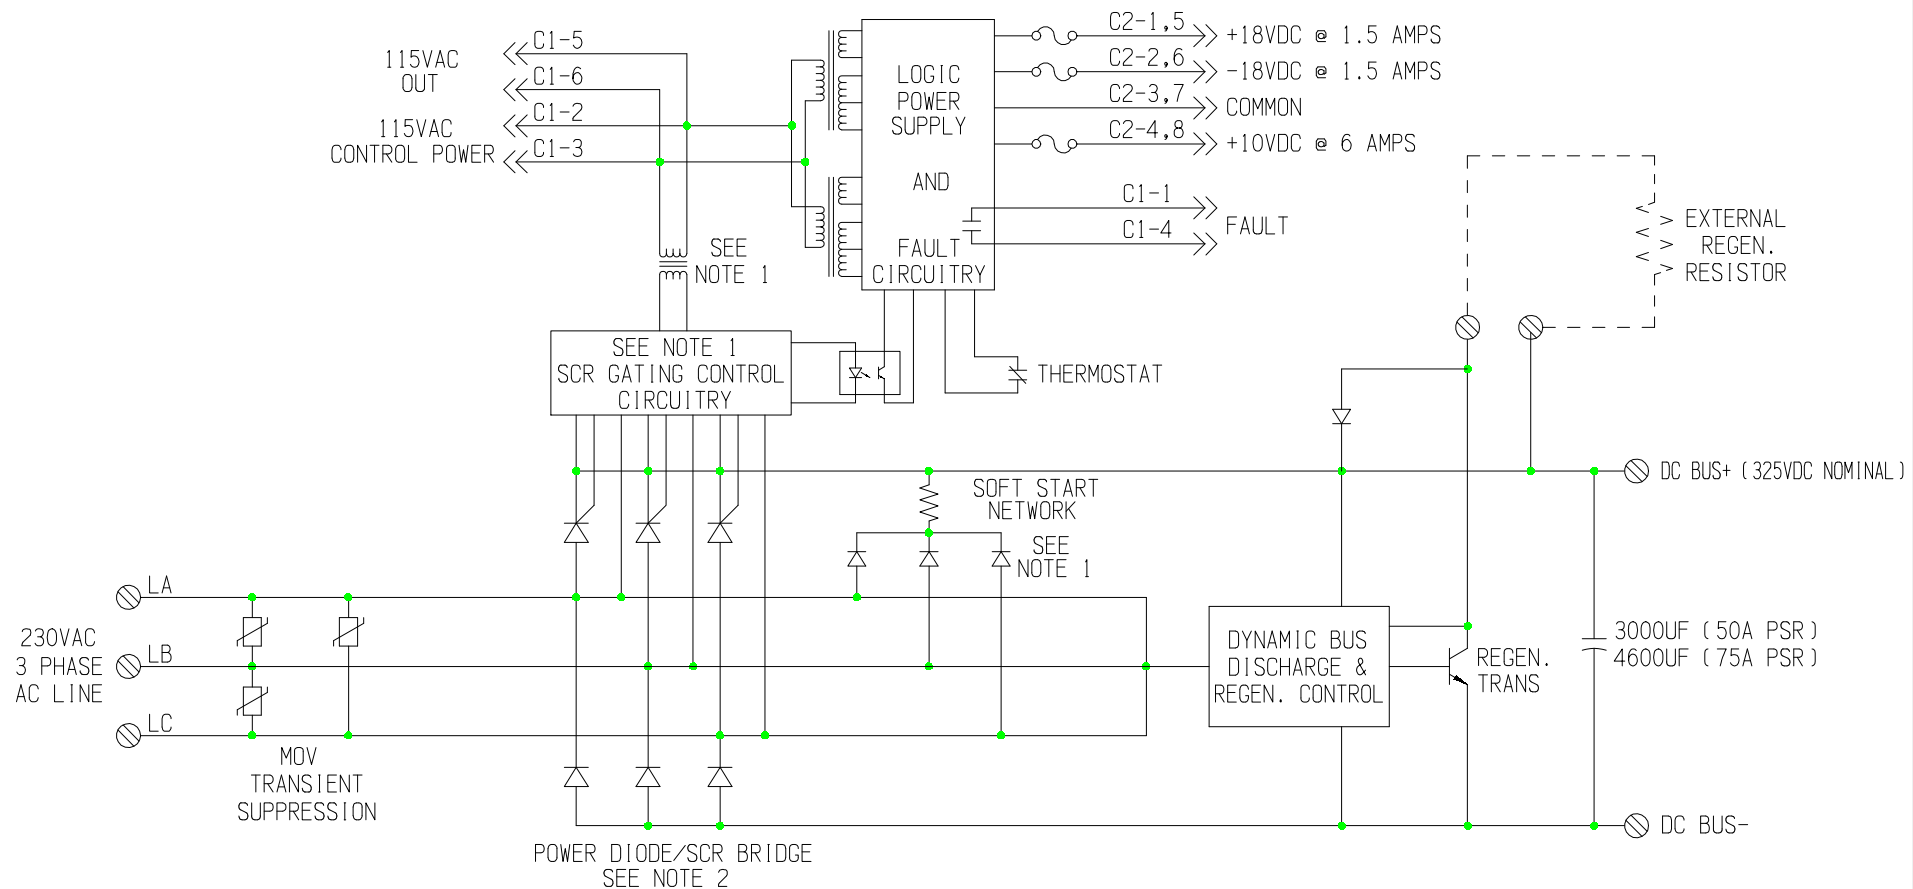 115VAC
OUT
C1-5
C1-6
115VAC
CONTROL POWER
C1-2
C1-3
SEE
NOTE 1
LOGIC
POWER
SUPPLY
AND
FAULT
CIRCUITRY
C2-1,5
+18VDC @ 1.5 AMPS
C2-2,6
-18VDC @ 1.5 AMPS
C2-3,7
COMMON
C2-4,8
+10VDC @ 6 AMPS
C1-1
C1-4
FAULT
EXTERNAL
REGEN.
RESISTOR
SEE NOTE 1
SCR GATING CONTROL
CIRCUITRY
THERMOSTAT
DC BUS+ (325VDC NOMINAL)
SOFT START
NETWORK
SEE
NOTE 1
LA
230VAC
3 PHASE
AC LINE
LB
LC
MOV
TRANSIENT
SUPPRESSION
DYNAMIC BUS
DISCHARGE &
REGEN. CONTROL
REGEN.
TRANS
3000UF (50A PSR)
4600UF (75A PSR)
DC BUS-
POWER DIODE/SCR BRIDGE
SEE NOTE 2